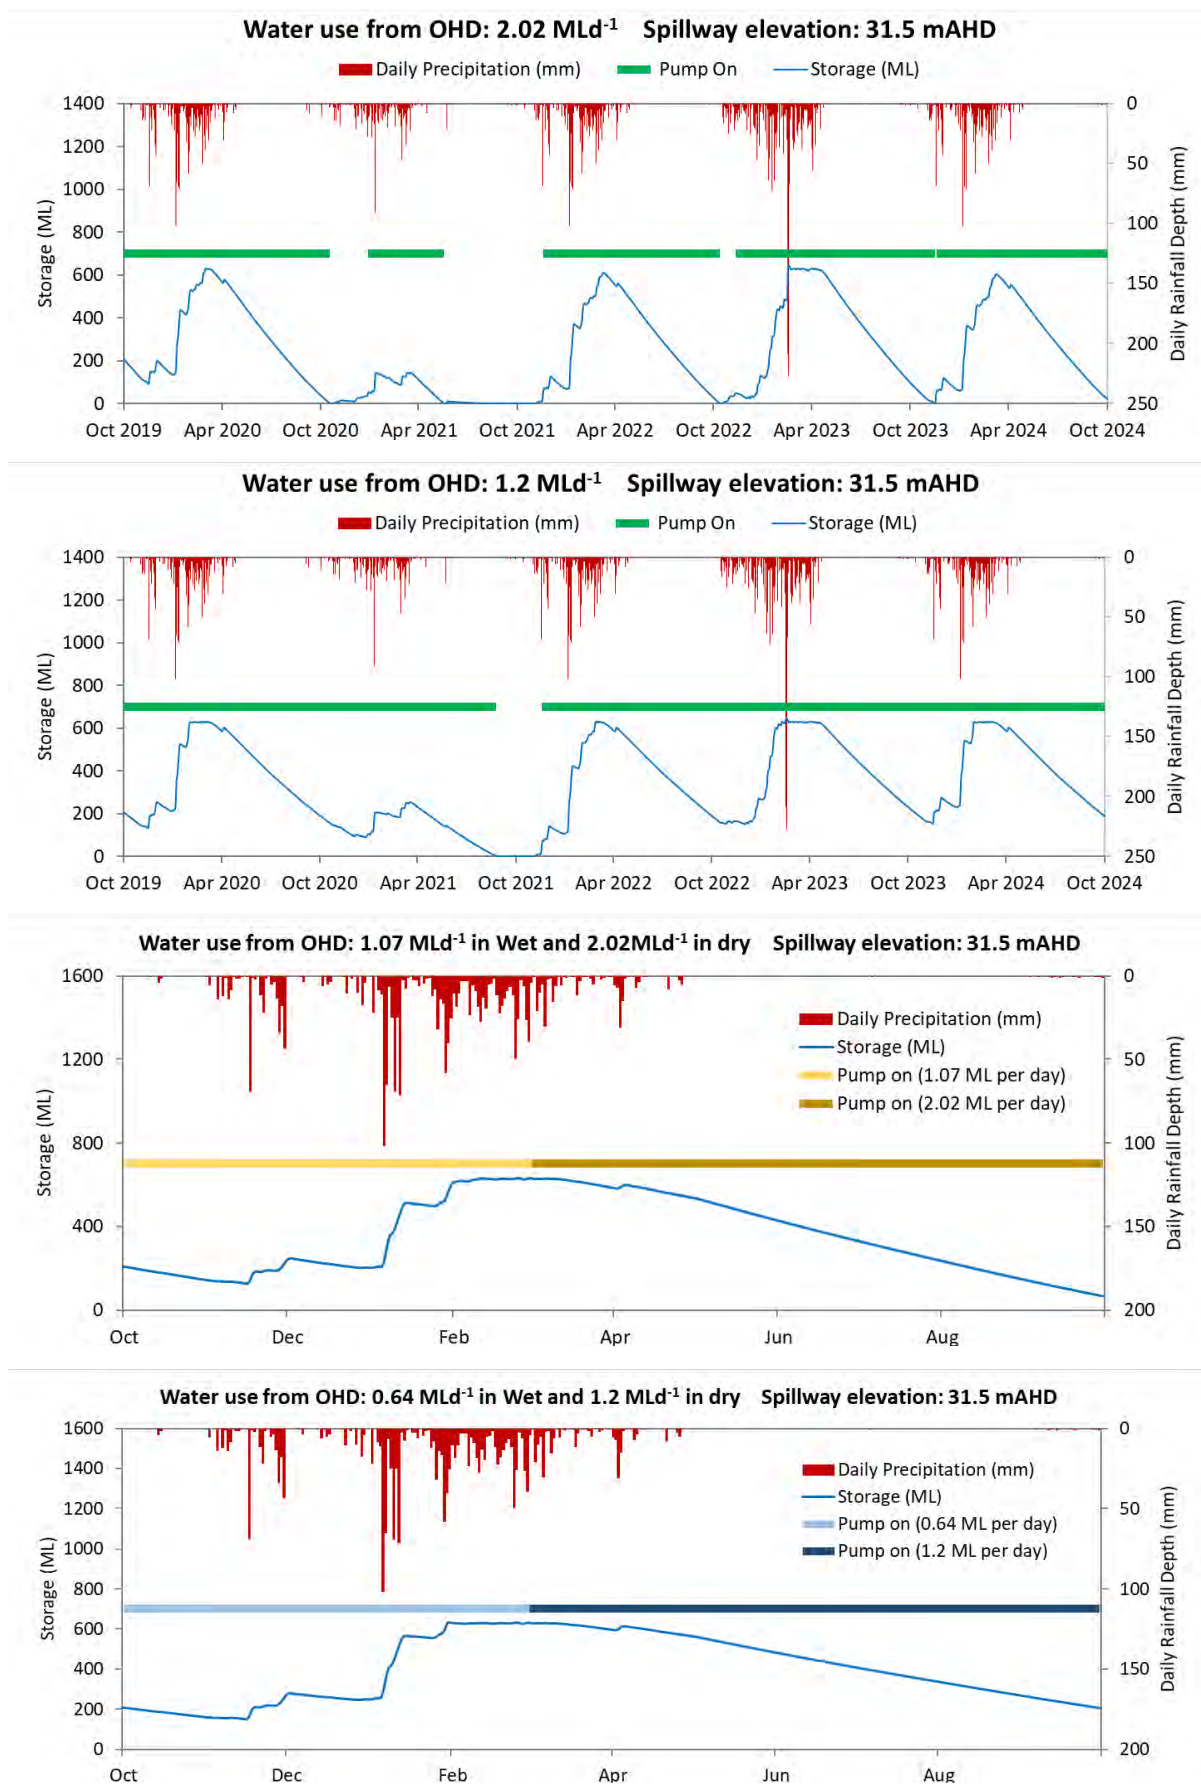 Water use from OHD: 2.02 MLd⁻¹ Spillway elevation: 31.5 mAHD
Daily Precipitation (mm) Pump On Storage (ML)
1400 0
1200
50
1000
800 100
600
150
400
200
200
0 250
Storage (ML)
Daily Rainfall Depth (mm)
Oct 2019 Apr 2020 Oct 2020 Apr 2021 Oct 2021 Apr 2022 Oct 2022 Apr 2023 Oct 2023 Apr 2024 Oct 2024
Water use from OHD: 1.2 MLd⁻¹ Spillway elevation: 31.5 mAHD
Daily Precipitation (mm) Pump On Storage (ML)
1400 0
1200
50
1000
800 100
600
150
400
200
200
0 250
Storage (ML)
Daily Rainfall Depth (mm)
Oct 2019 Apr 2020 Oct 2020 Apr 2021 Oct 2021 Apr 2022 Oct 2022 Apr 2023 Oct 2023 Apr 2024 Oct 2024
Water use from OHD: 1.07 MLd⁻¹ in Wet and 2.02MLd⁻¹ in dry Spillway elevation: 31.5 mAHD
1600 0
Daily Precipitation (mm)
Storage (ML)
1200 50
Pump on (1.07 ML per day)
Pump on (2.02 ML per day)
800 100
400 150
0 200
Storage (ML)
Daily Rainfall Depth (mm)
Oct Dec Feb Apr Jun Aug
Water use from OHD: 0.64 MLd⁻¹ in Wet and 1.2 MLd⁻¹ in dry Spillway elevation: 31.5 mAHD
1600 0
1400
Daily Precipitation (mm)
Storage (ML)
1200 50
Pump on (0.64 ML per day)
1000
Pump on (1.2 ML per day)
800 100
600
400 150
200
0 200
Storage (ML)
Daily Rainfall Depth (mm)
Oct Dec Feb Apr Jun Aug